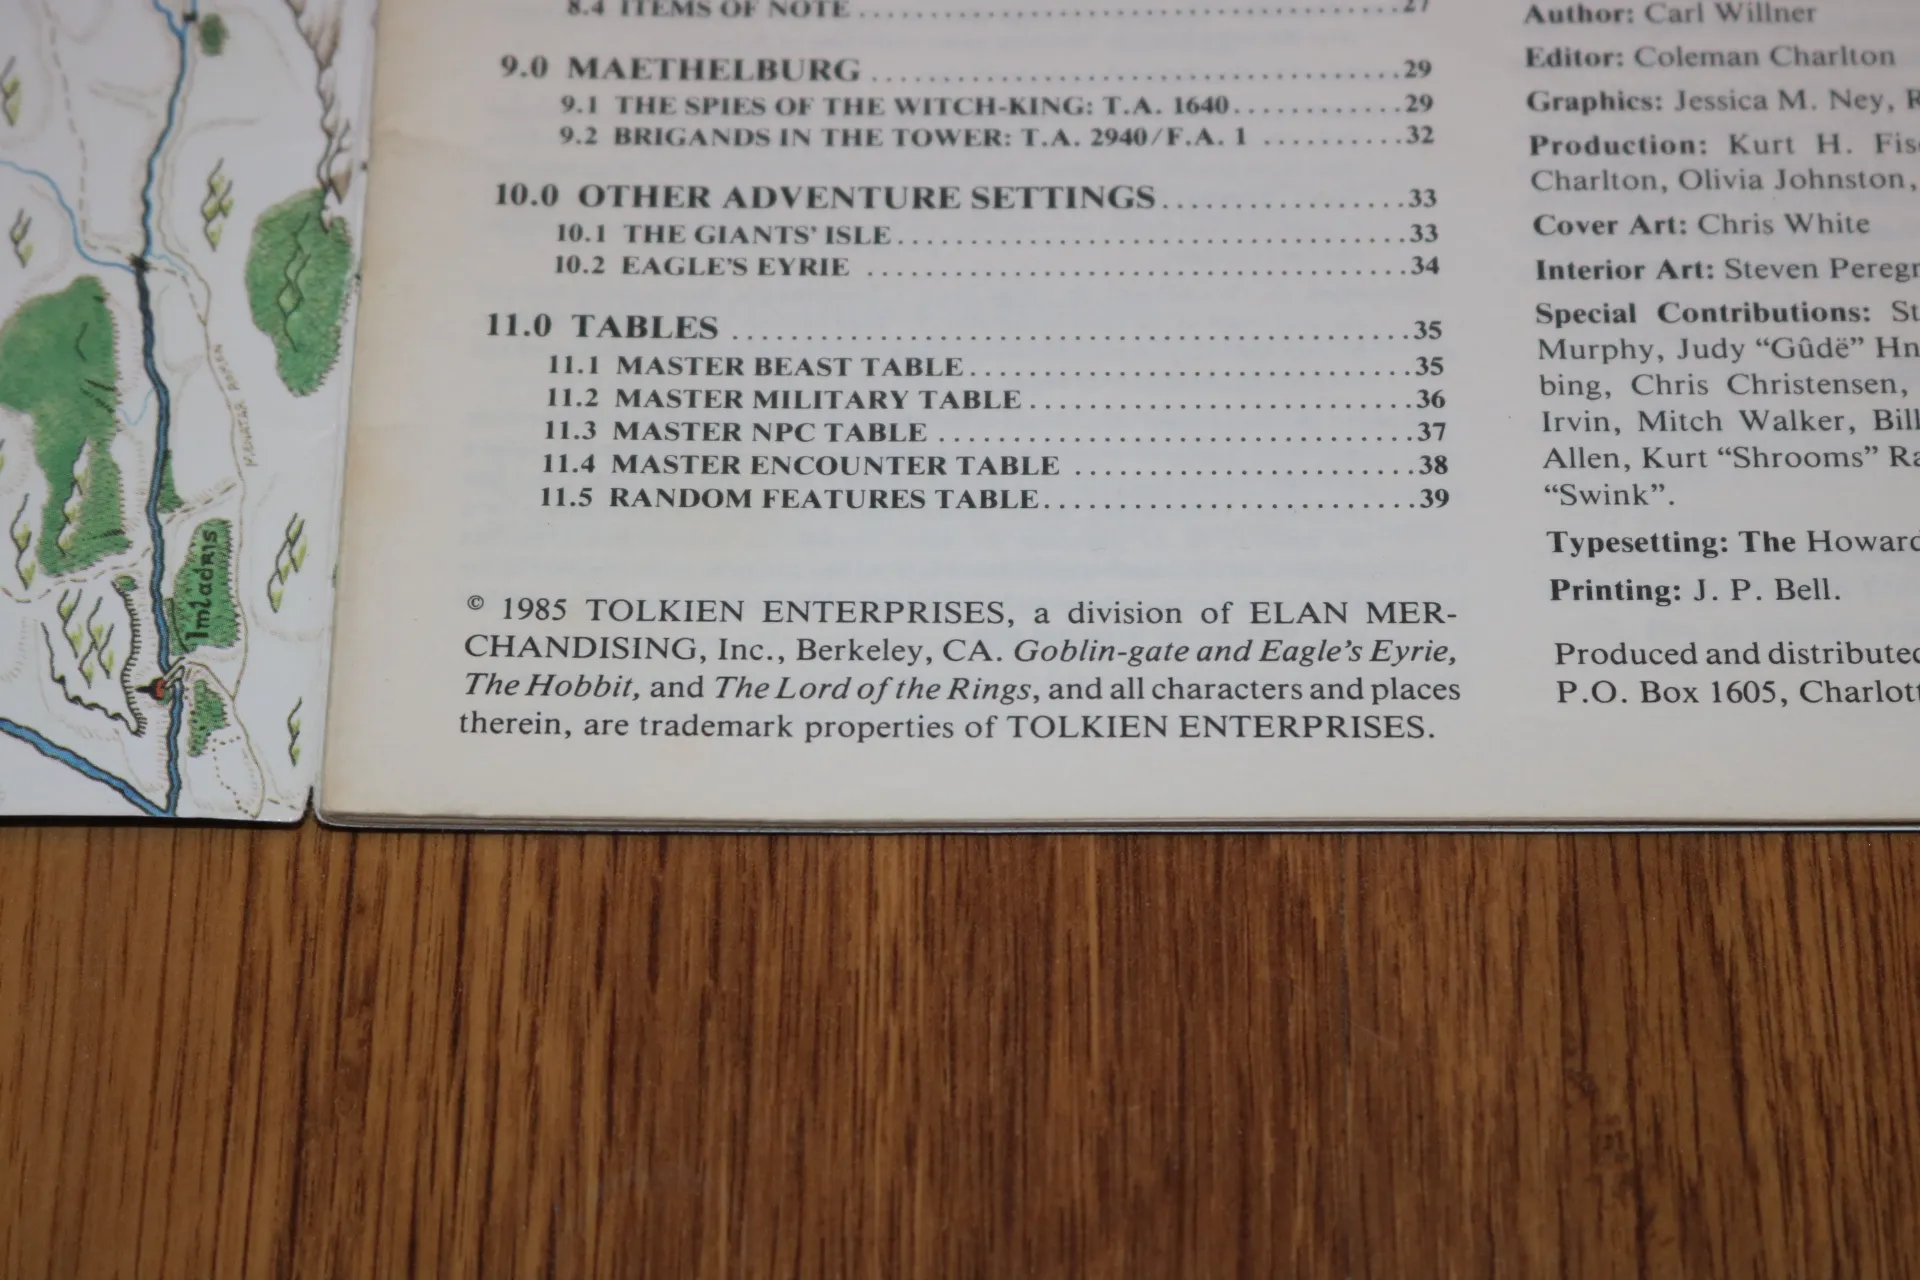 8.4 ITEMS OF NOTE ........ 27
9.0 MAETHELBURG ........ 29
9.1 THE SPIES OF THE WITCH-KING: T.A. 1640 ........ 29
9.2 BRIGANDS IN THE TOWER: T.A. 2940/F.A. 1 ........ 32
10.0 OTHER ADVENTURE SETTINGS ........ 33
10.1 THE GIANTS' ISLE ........ 33
10.2 EAGLE'S EYRIE ........ 34
11.0 TABLES ........ 35
11.1 MASTER BEAST TABLE ........ 35
11.2 MASTER MILITARY TABLE ........ 36
11.3 MASTER NPC TABLE ........ 37
11.4 MASTER ENCOUNTER TABLE ........ 38
11.5 RANDOM FEATURES TABLE ........ 39
© 1985 TOLKIEN ENTERPRISES, a division of ELAN MER-
CHANDISING, Inc., Berkeley, CA. Goblin-gate and Eagle's Eyrie,
The Hobbit, and The Lord of the Rings, and all characters and places
therein, are trademark properties of TOLKIEN ENTERPRISES.
Author: Carl Willner
Editor: Coleman Charlton
Graphics: Jessica M. Ney, R
Production: Kurt H. Fis
Charlton, Olivia Johnston,
Cover Art: Chris White
Interior Art: Steven Peregr
Special Contributions: St
Murphy, Judy “Gûdë” Hn
bing, Chris Christensen,
Irvin, Mitch Walker, Bill
Allen, Kurt “Shrooms” Ra
“Swink”.
Typesetting: The Howard
Printing: J. P. Bell.
Produced and distributed
P.O. Box 1605, Charlott
Imladris